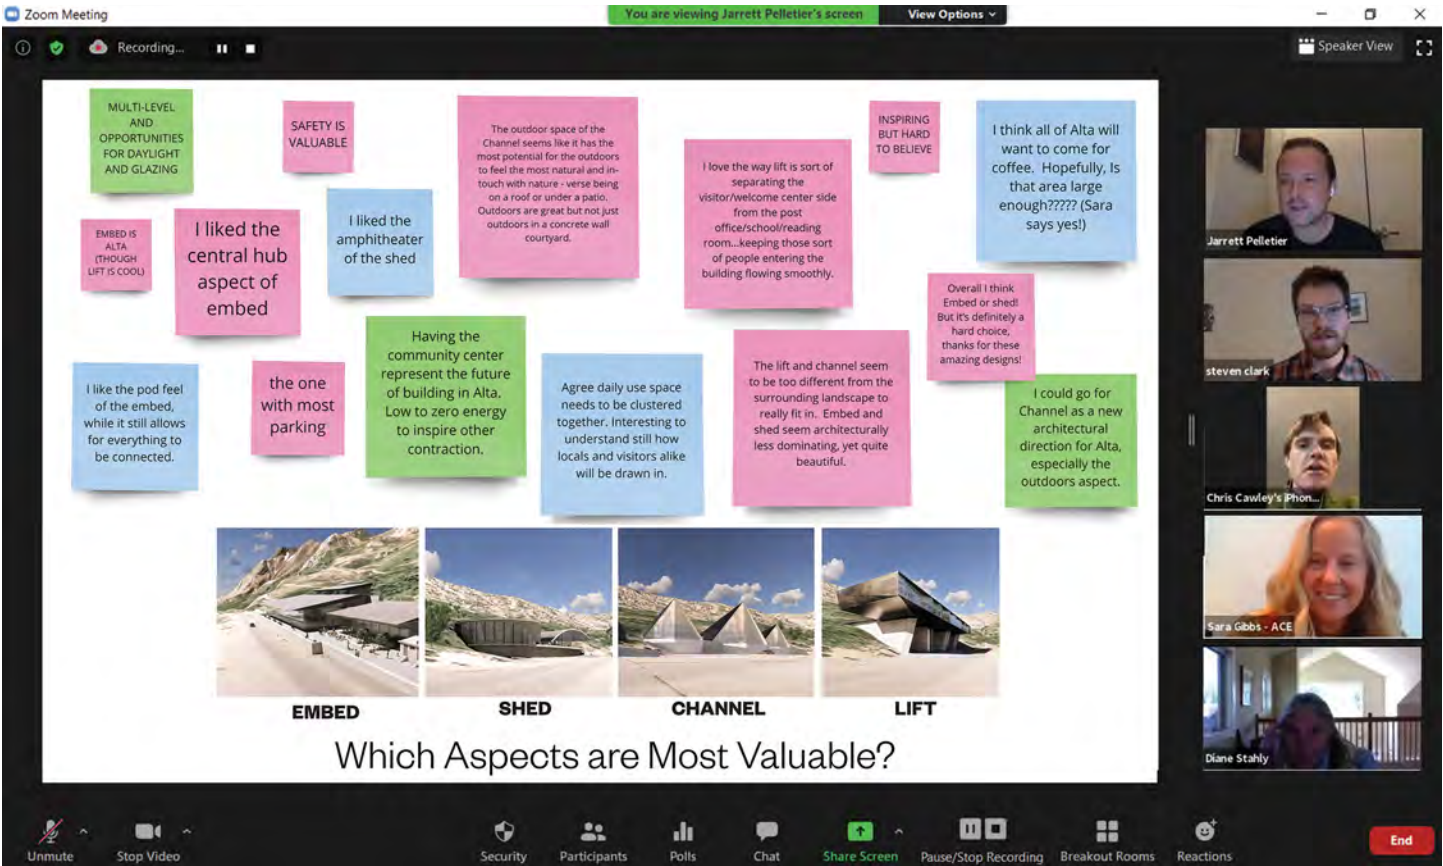 Zoom Meeting
You are viewing Jarrett Pelletier's screen
View Options
Recording...
Speaker View
MULTI-LEVEL
AND
OPPORTUNITIES
FOR DAYLIGHT
AND GLAZING
SAFETY IS
VALUABLE
The outdoor space of the
Channel seems like it has the
most potential for the outdoors
to feel the most natural and in-
touch with nature - verse being
on a roof or under a patio.
Outdoors are great but not just
outdoors in a concrete wall
courtyard.
I love the way lift is sort of
separating the
visitor/welcome center side
from the post
office/school/reading
room...keeping those sort
of people entering the
building flowing smoothly.
INSPIRING
BUT HARD
TO BELIEVE
I think all of Alta will
want to come for
coffee. Hopefully, Is
that area large
enough????? (Sara
says yes!)
EMBED IS
ALTA
(THOUGH
LIFT IS COOL)
I liked the
central hub
aspect of
embed
I liked the
amphitheater
of the shed
Overall I think
Embed or shed!
But it's definitely a
hard choice,
thanks for these
amazing designs!
I like the pod feel
of the embed,
while it still allows
for everything to
be connected.
the one
with most
parking
Having the
community center
represent the future
of building in Alta.
Low to zero energy
to inspire other
contraction.
Agree daily use space
needs to be clustered
together. Interesting to
understand still how
locals and visitors alike
will be drawn in.
The lift and channel seem
to be too different from the
surrounding landscape to
really fit in. Embed and
shed seem architecturally
less dominating, yet quite
beautiful.
I could go for
Channel as a new
architectural
direction for Alta,
especially the
outdoors aspect.
EMBED
SHED
CHANNEL
LIFT
Which Aspects are Most Valuable?
Jarrett Pelletier
steven clark
Chris Cawley's iPhon...
Sara Gibbs - ACE
Diane Stahly
Unmute
Stop Video
Security
Participants
Polls
Chat
Share Screen
Pause/Stop Recording
Breakout Rooms
Reactions
End